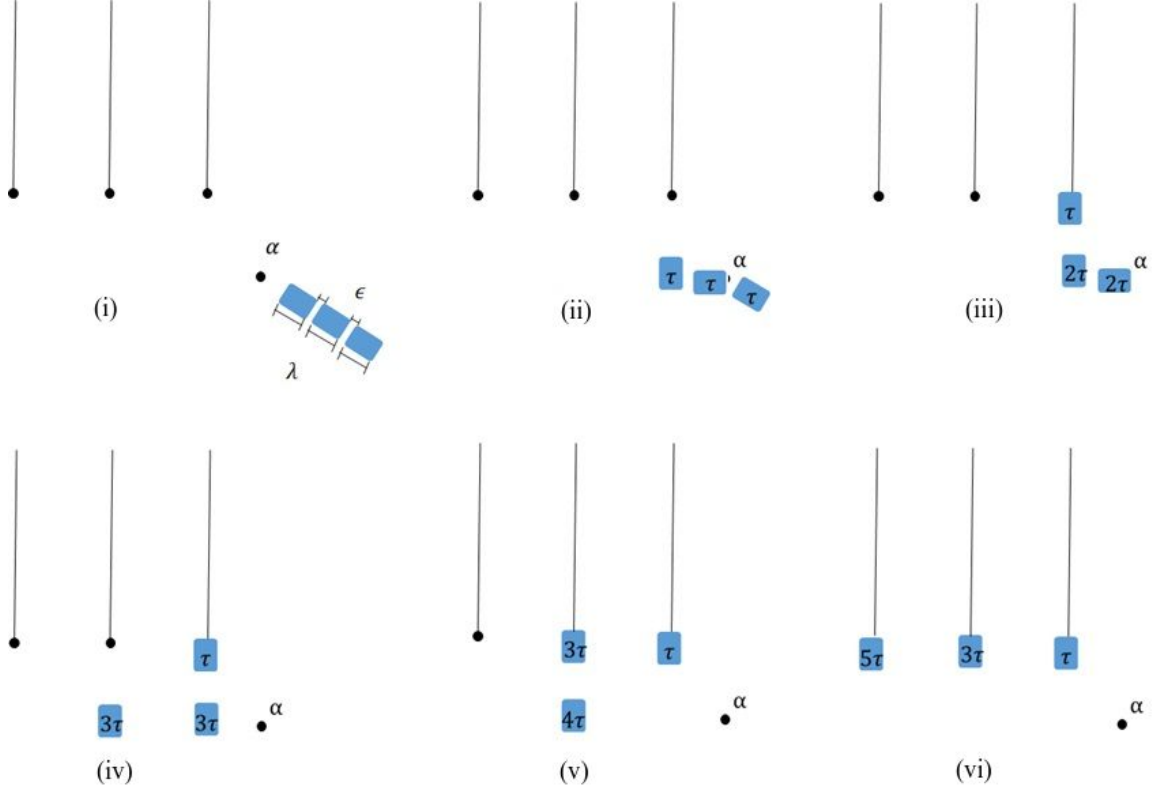 α
ϵ
λ
(i)
α
τ
τ
τ
(ii)
τ
2τ
2τ
α
(iii)
τ
3τ
3τ
α
(iv)
3τ
τ
4τ
α
(v)
5τ
3τ
τ
α
(vi)